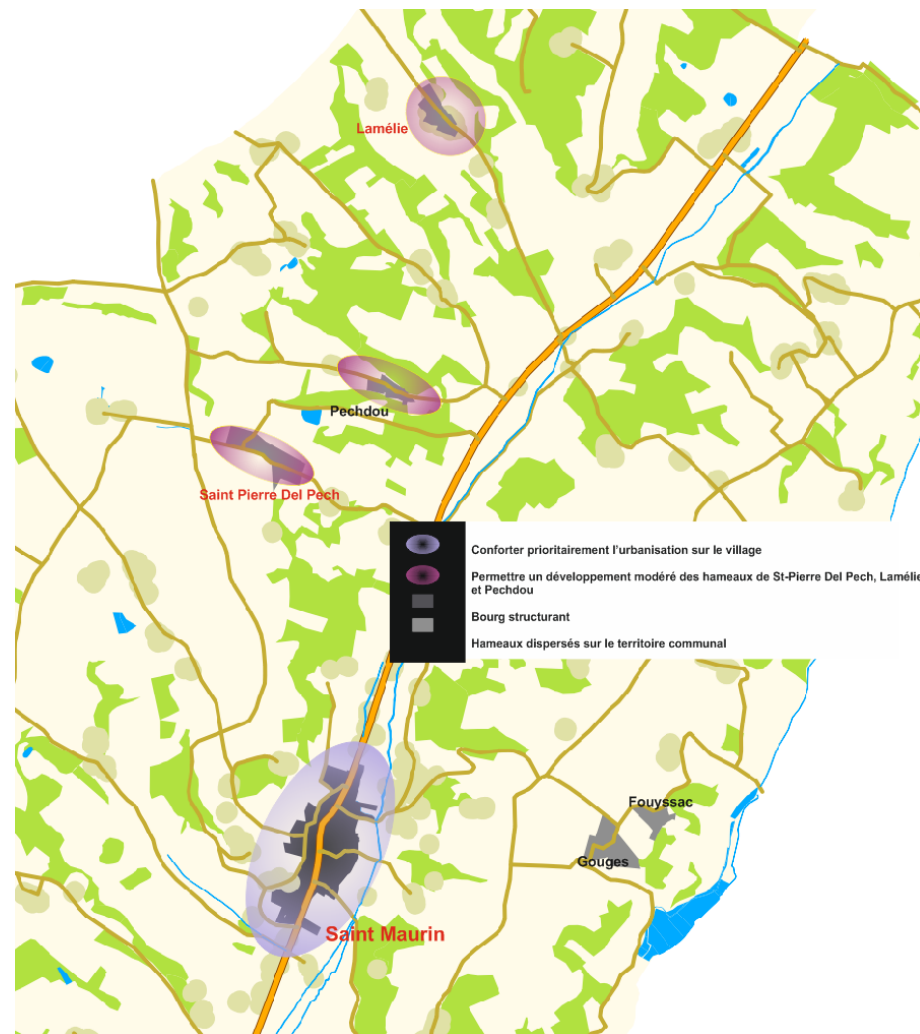 Lamélie
Pechdou
Saint Pierre Del Pech
Conforter prioritairement l'urbanisation sur le village
Permettre un développement modéré des hameaux de St-Pierre Del Pech, Lamélie
et Pechdou
Bourg structurant
Hameaux dispersés sur le territoire communal
Fouyssac
Gouges
Saint Maurin